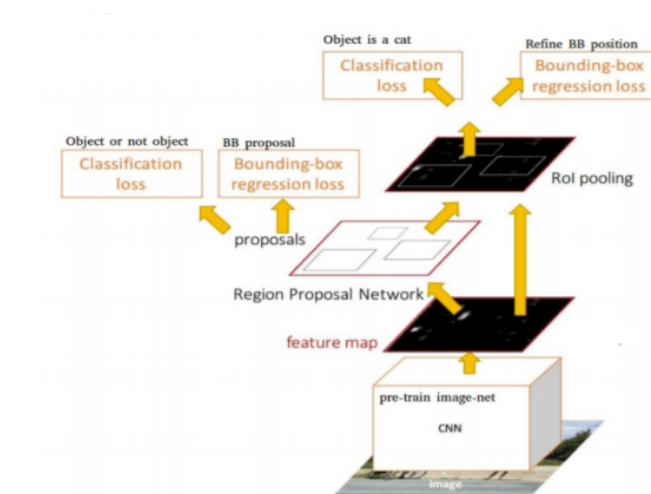 Object is a cat
Refine BB position
Classification
loss
Bounding-box
regression loss
Object or not object
BB proposal
Classification
loss
Bounding-box
regression loss
RoI pooling
proposals
Region Proposal Network
feature map
pre-train image-net
CNN
image